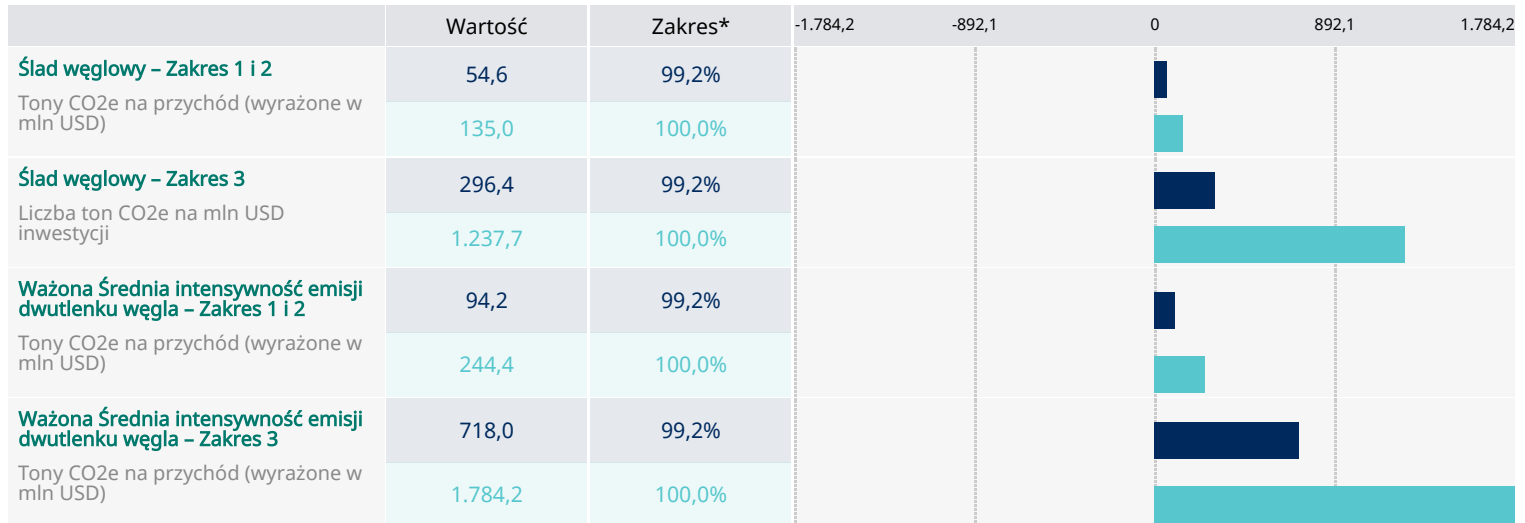 Wartość Zakres* -1.784,2 -892,1 0 892,1 1.784,2
Ślad węglowy – Zakres 1 i 2
Tony CO2e na przychód (wyrażone w
mln USD)
54,6 99,2%
135,0 100,0%
Ślad węglowy – Zakres 3
Liczba ton CO2e na mln USD
inwestycji
296,4 99,2%
1.237,7 100,0%
Ważona Średnia intensywność emisji
dwutlenku węgla – Zakres 1 i 2
Tony CO2e na przychód (wyrażone w
mln USD)
94,2 99,2%
244,4 100,0%
Ważona Średnia intensywność emisji
dwutlenku węgla – Zakres 3
Tony CO2e na przychód (wyrażone w
mln USD)
718,0 99,2%
1.784,2 100,0%